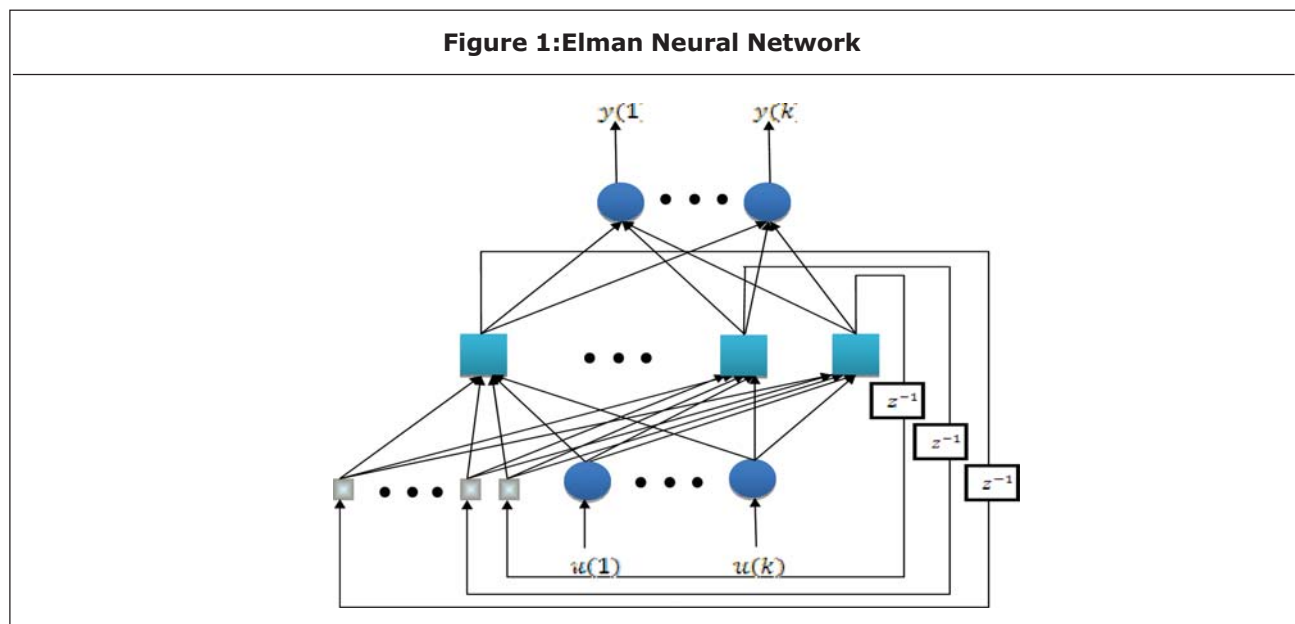 Figure 1:Elman Neural Network
y(1
y(k
z⁻¹
z⁻¹
z⁻¹
u(1)
u(k)